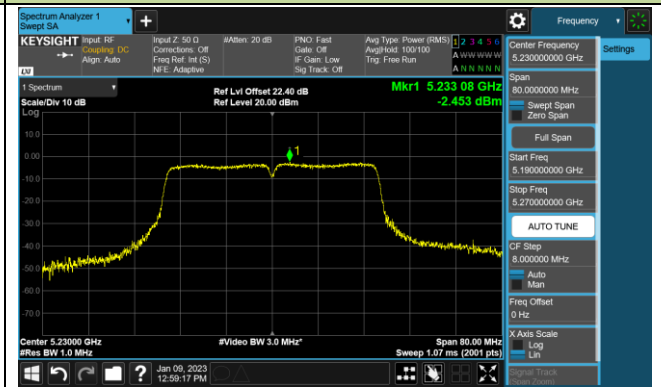 Spectrum Analyzer 1
Swept SA
+
Frequency
KEYSIGHT
Input: RF
Coupling: DC
Align: Auto
Input Z: 50 Ω
Corrections: Off
Freq Ref: Int (S)
NFE: Adaptive
#Atten: 20 dB
PNO: Fast
Gate: Off
IF Gain: Low
Sig Track: Off
Avg Type: Power (RMS)
Avg|Hold: 100/100
Trig: Free Run
1 2 3 4 5 6
A W W W W W
A N N N N N
LXI
1 Spectrum
Scale/Div 10 dB
Log
Ref Lvl Offset 22.40 dB
Ref Level 20.00 dBm
Mkr1 5.233 08 GHz
-2.453 dBm
1
10.0
0.00
-10.0
-20.0
-30.0
-40.0
-50.0
-60.0
-70.0
Center 5.23000 GHz
#Res BW 1.0 MHz
#Video BW 3.0 MHz*
Span 80.00 MHz
Sweep 1.07 ms (2001 pts)
Center Frequency
5.230000000 GHz
Settings
Span
80.0000000 MHz
Swept Span
Zero Span
Full Span
Start Freq
5.190000000 GHz
Stop Freq
5.270000000 GHz
AUTO TUNE
CF Step
8.000000 MHz
Auto
Man
Freq Offset
0 Hz
X Axis Scale
Log
Lin
Signal Track
(Span Zoom)
?
Jan 09, 2023
12:59:17 PM